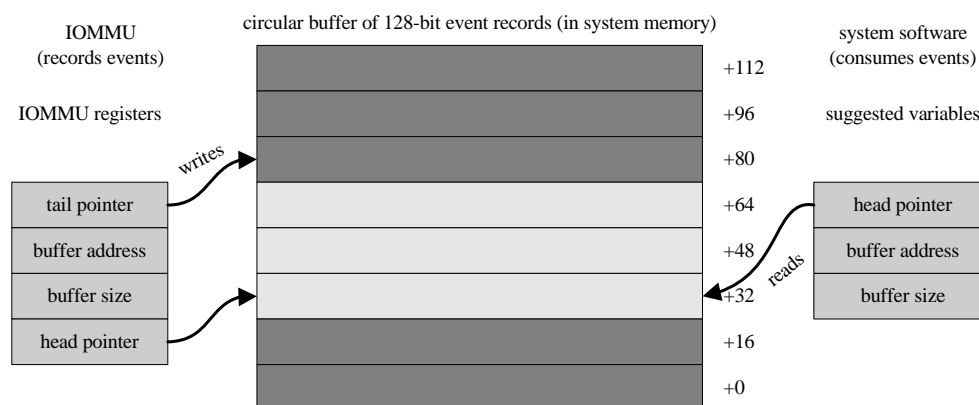 circular buffer of 128-bit event records (in system memory)
IOMMU
(records events)
system software
(consumes events)
IOMMU registers
suggested variables
writes
tail pointer
buffer address
buffer size
head pointer
+112
+96
+80
+64
+48
+32
+16
+0
reads
head pointer
buffer address
buffer size